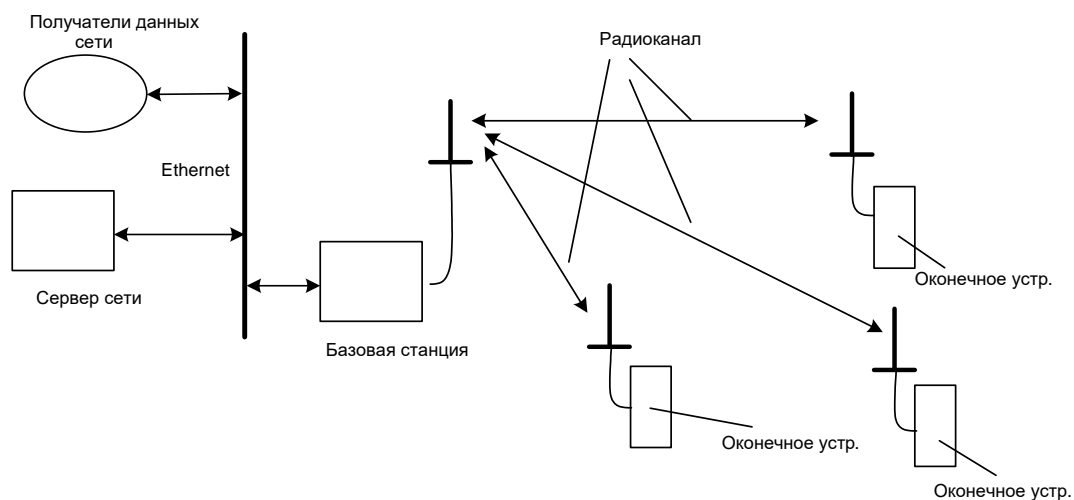 Получатели данных
сети
Радиоканал
Ethernet
Сервер сети
Базовая станция
Оконечное устр.
Оконечное устр.
Оконечное устр.